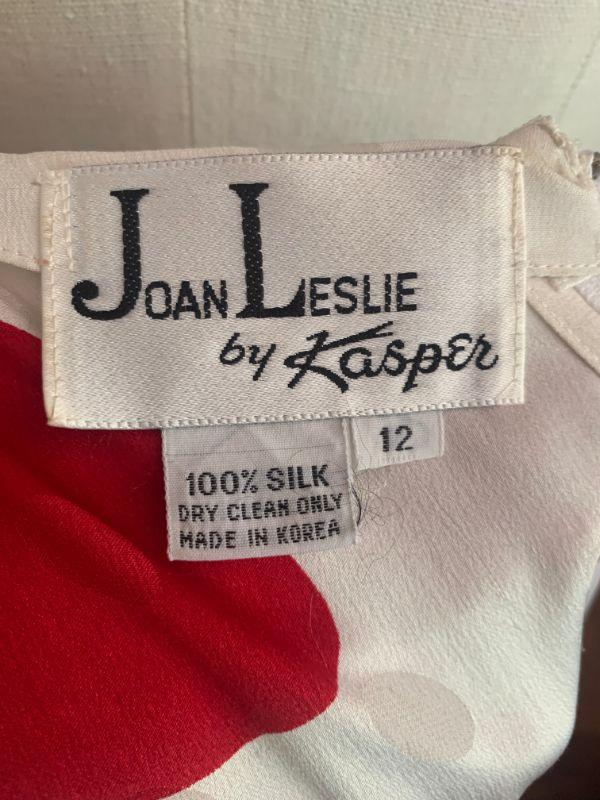 JOAN LESLIE
by Kasper
12
100% SILK
DRY CLEAN ONLY
MADE IN KOREA